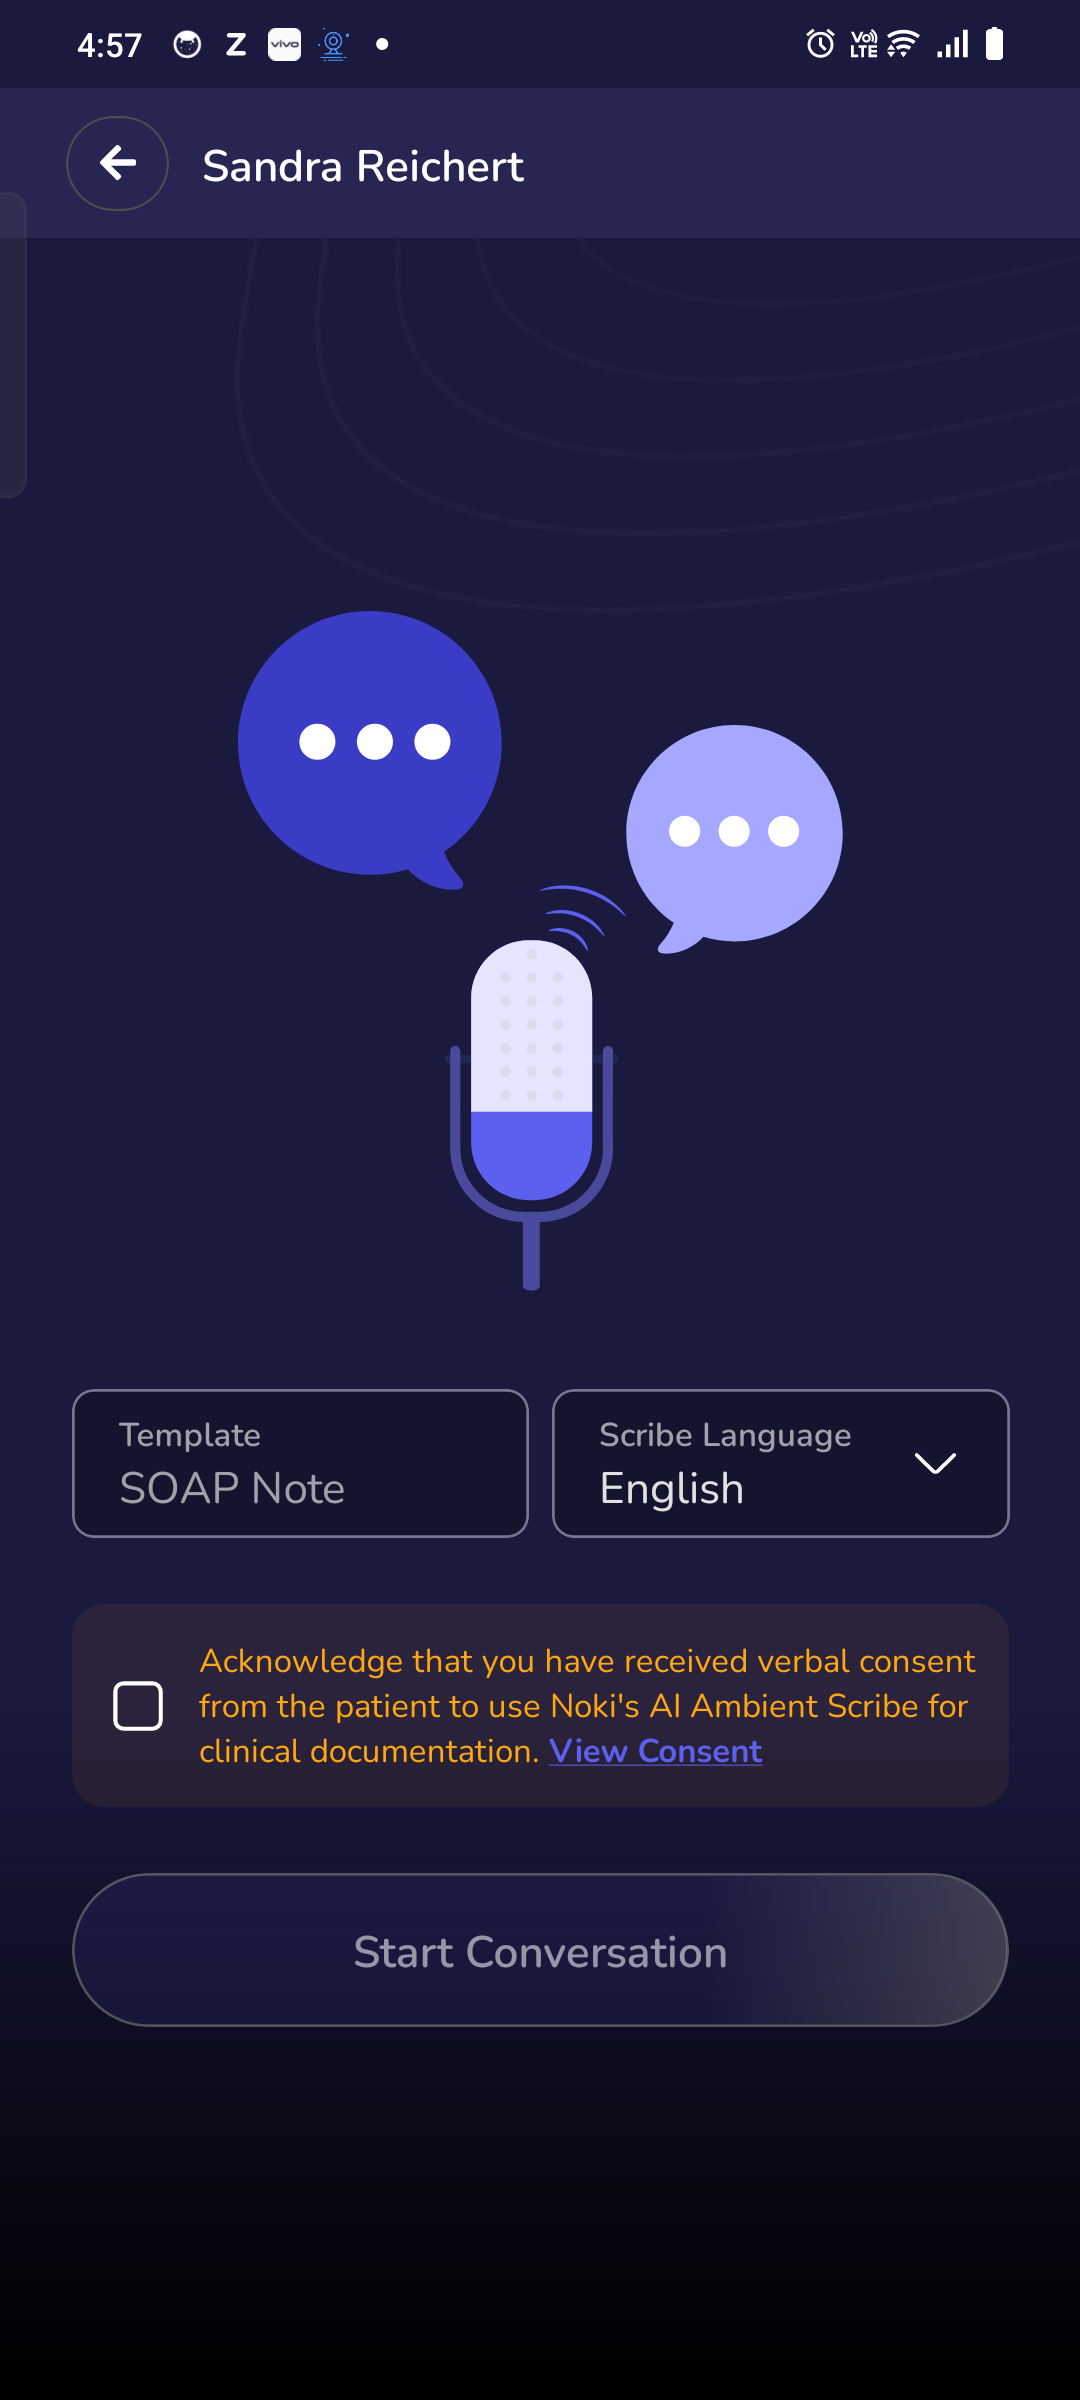 4:57
Z
vivo
Vo
LTE
Sandra Reichert
Template
SOAP Note
Scribe Language
English
Acknowledge that you have received verbal consent
from the patient to use Noki's AI Ambient Scribe for
clinical documentation. View Consent
Start Conversation